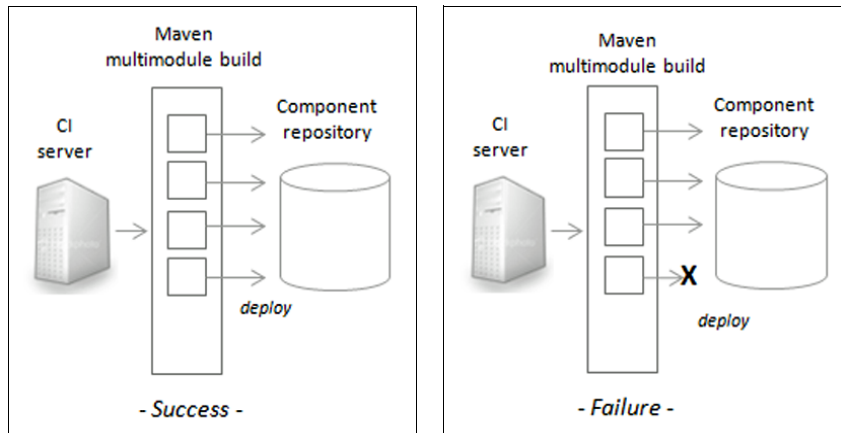 Maven
multimodule build
CI
server
Component
repository
deploy
- Success -
Maven
multimodule build
CI
server
Component
repository
X
deploy
- Failure -